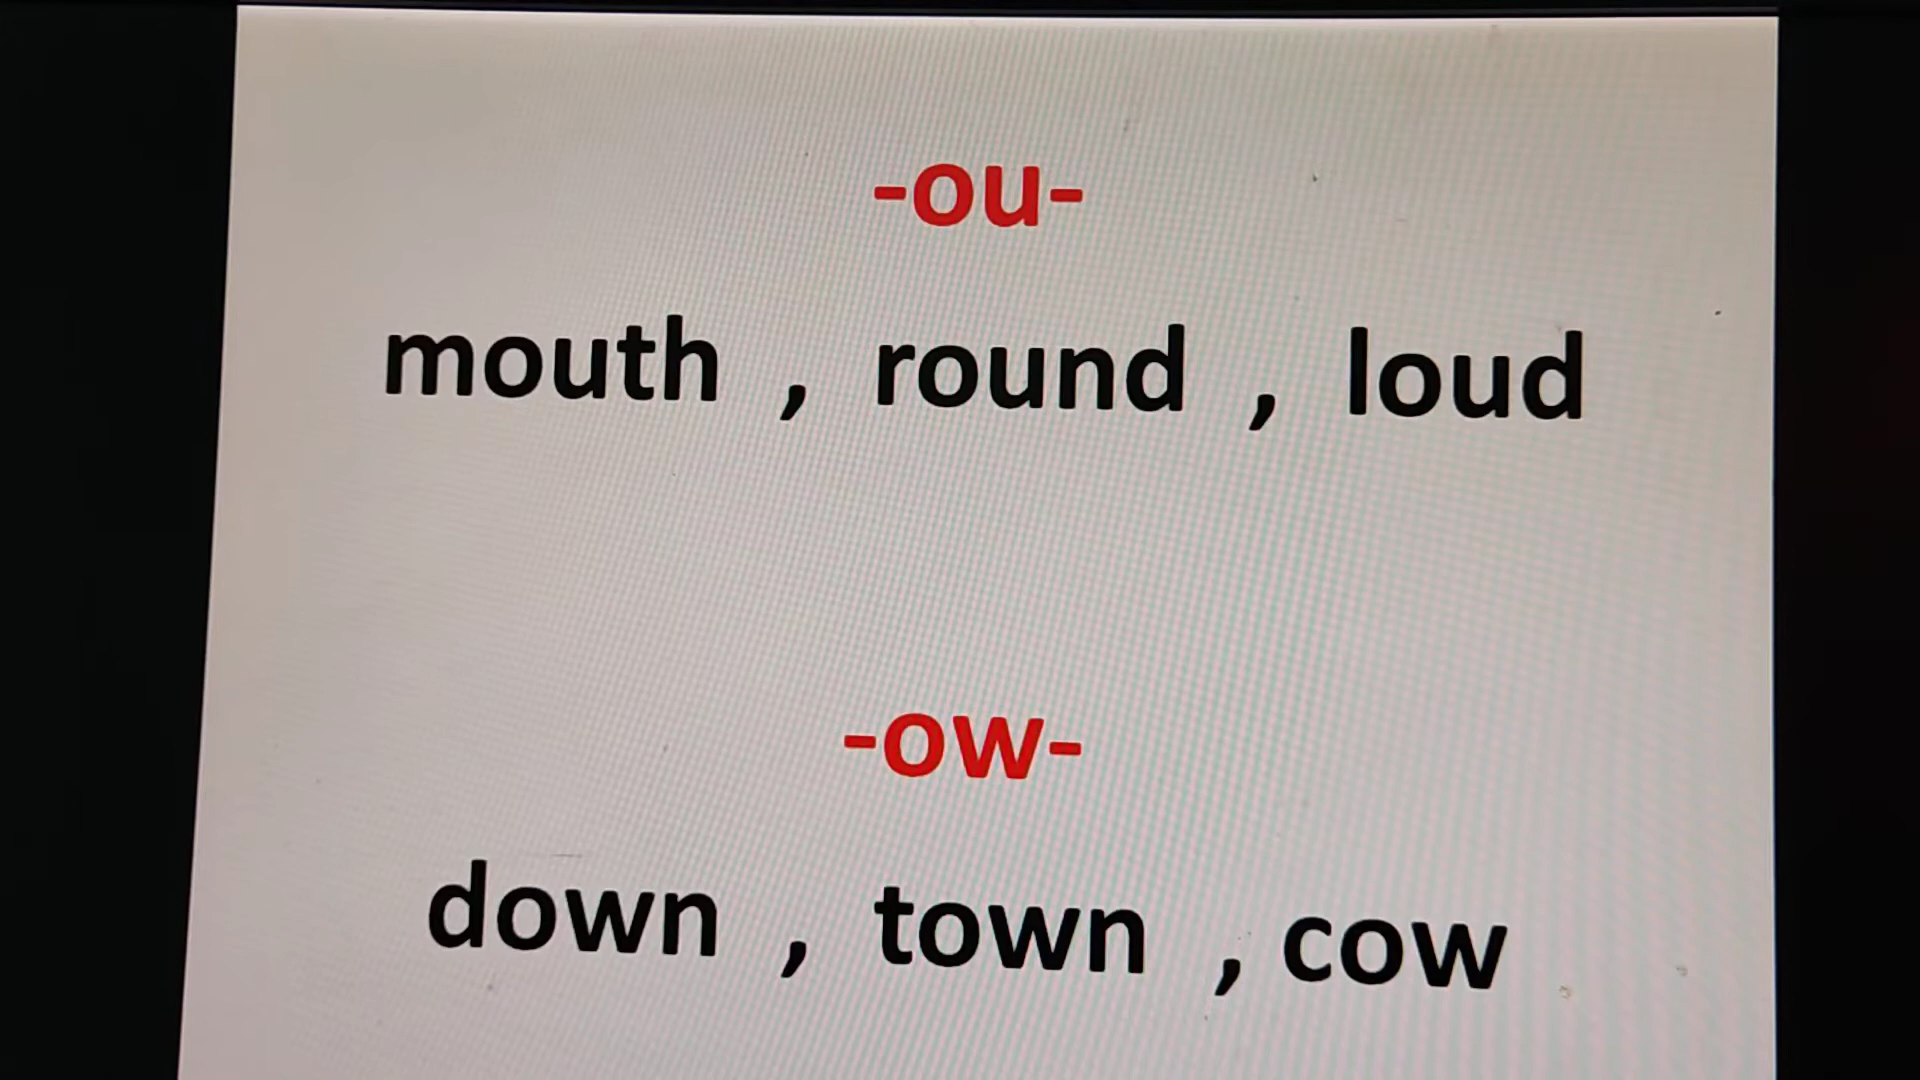 -ou-
mouth , round , loud
-ow-
down , town , cow